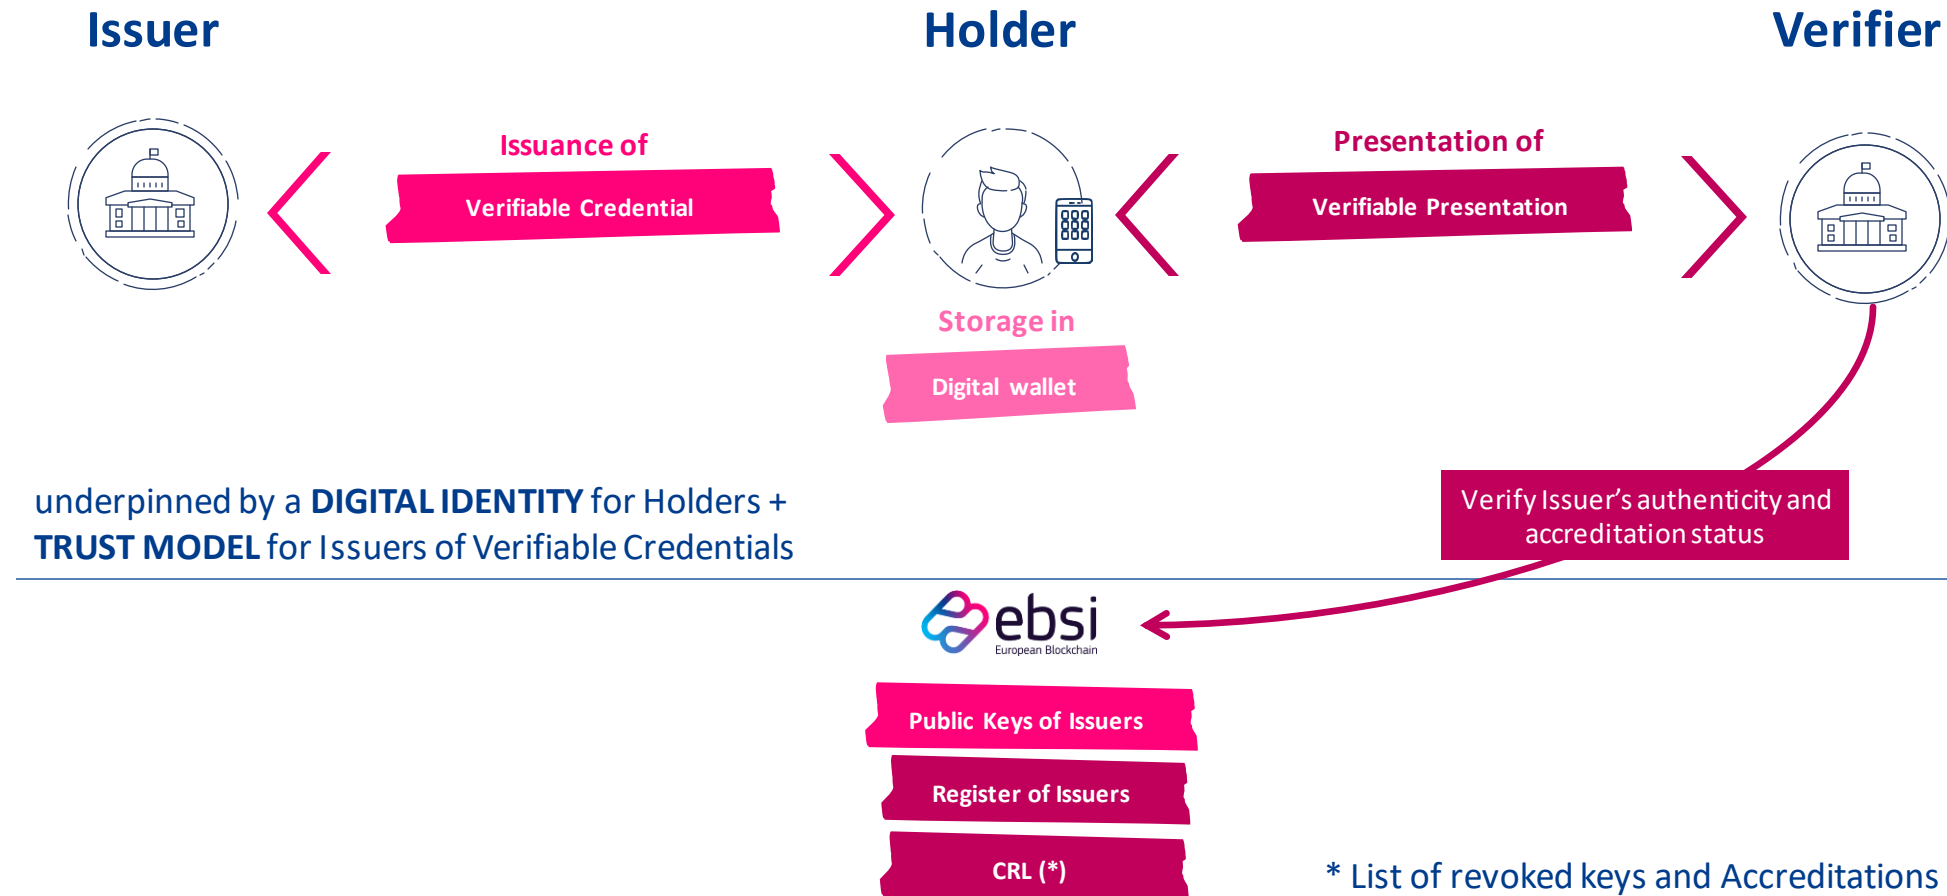 Issuer
Holder
Verifier
Issuance of
Verifiable Credential
Presentation of
Verifiable Presentation
Storage in
Digital wallet
underpinned by a DIGITAL IDENTITY for Holders +
TRUST MODEL for Issuers of Verifiable Credentials
Verify Issuer's authenticity and
accreditation status
ebsi
European Blockchain
Public Keys of Issuers
Register of Issuers
CRL (*)
* List of revoked keys and Accreditations